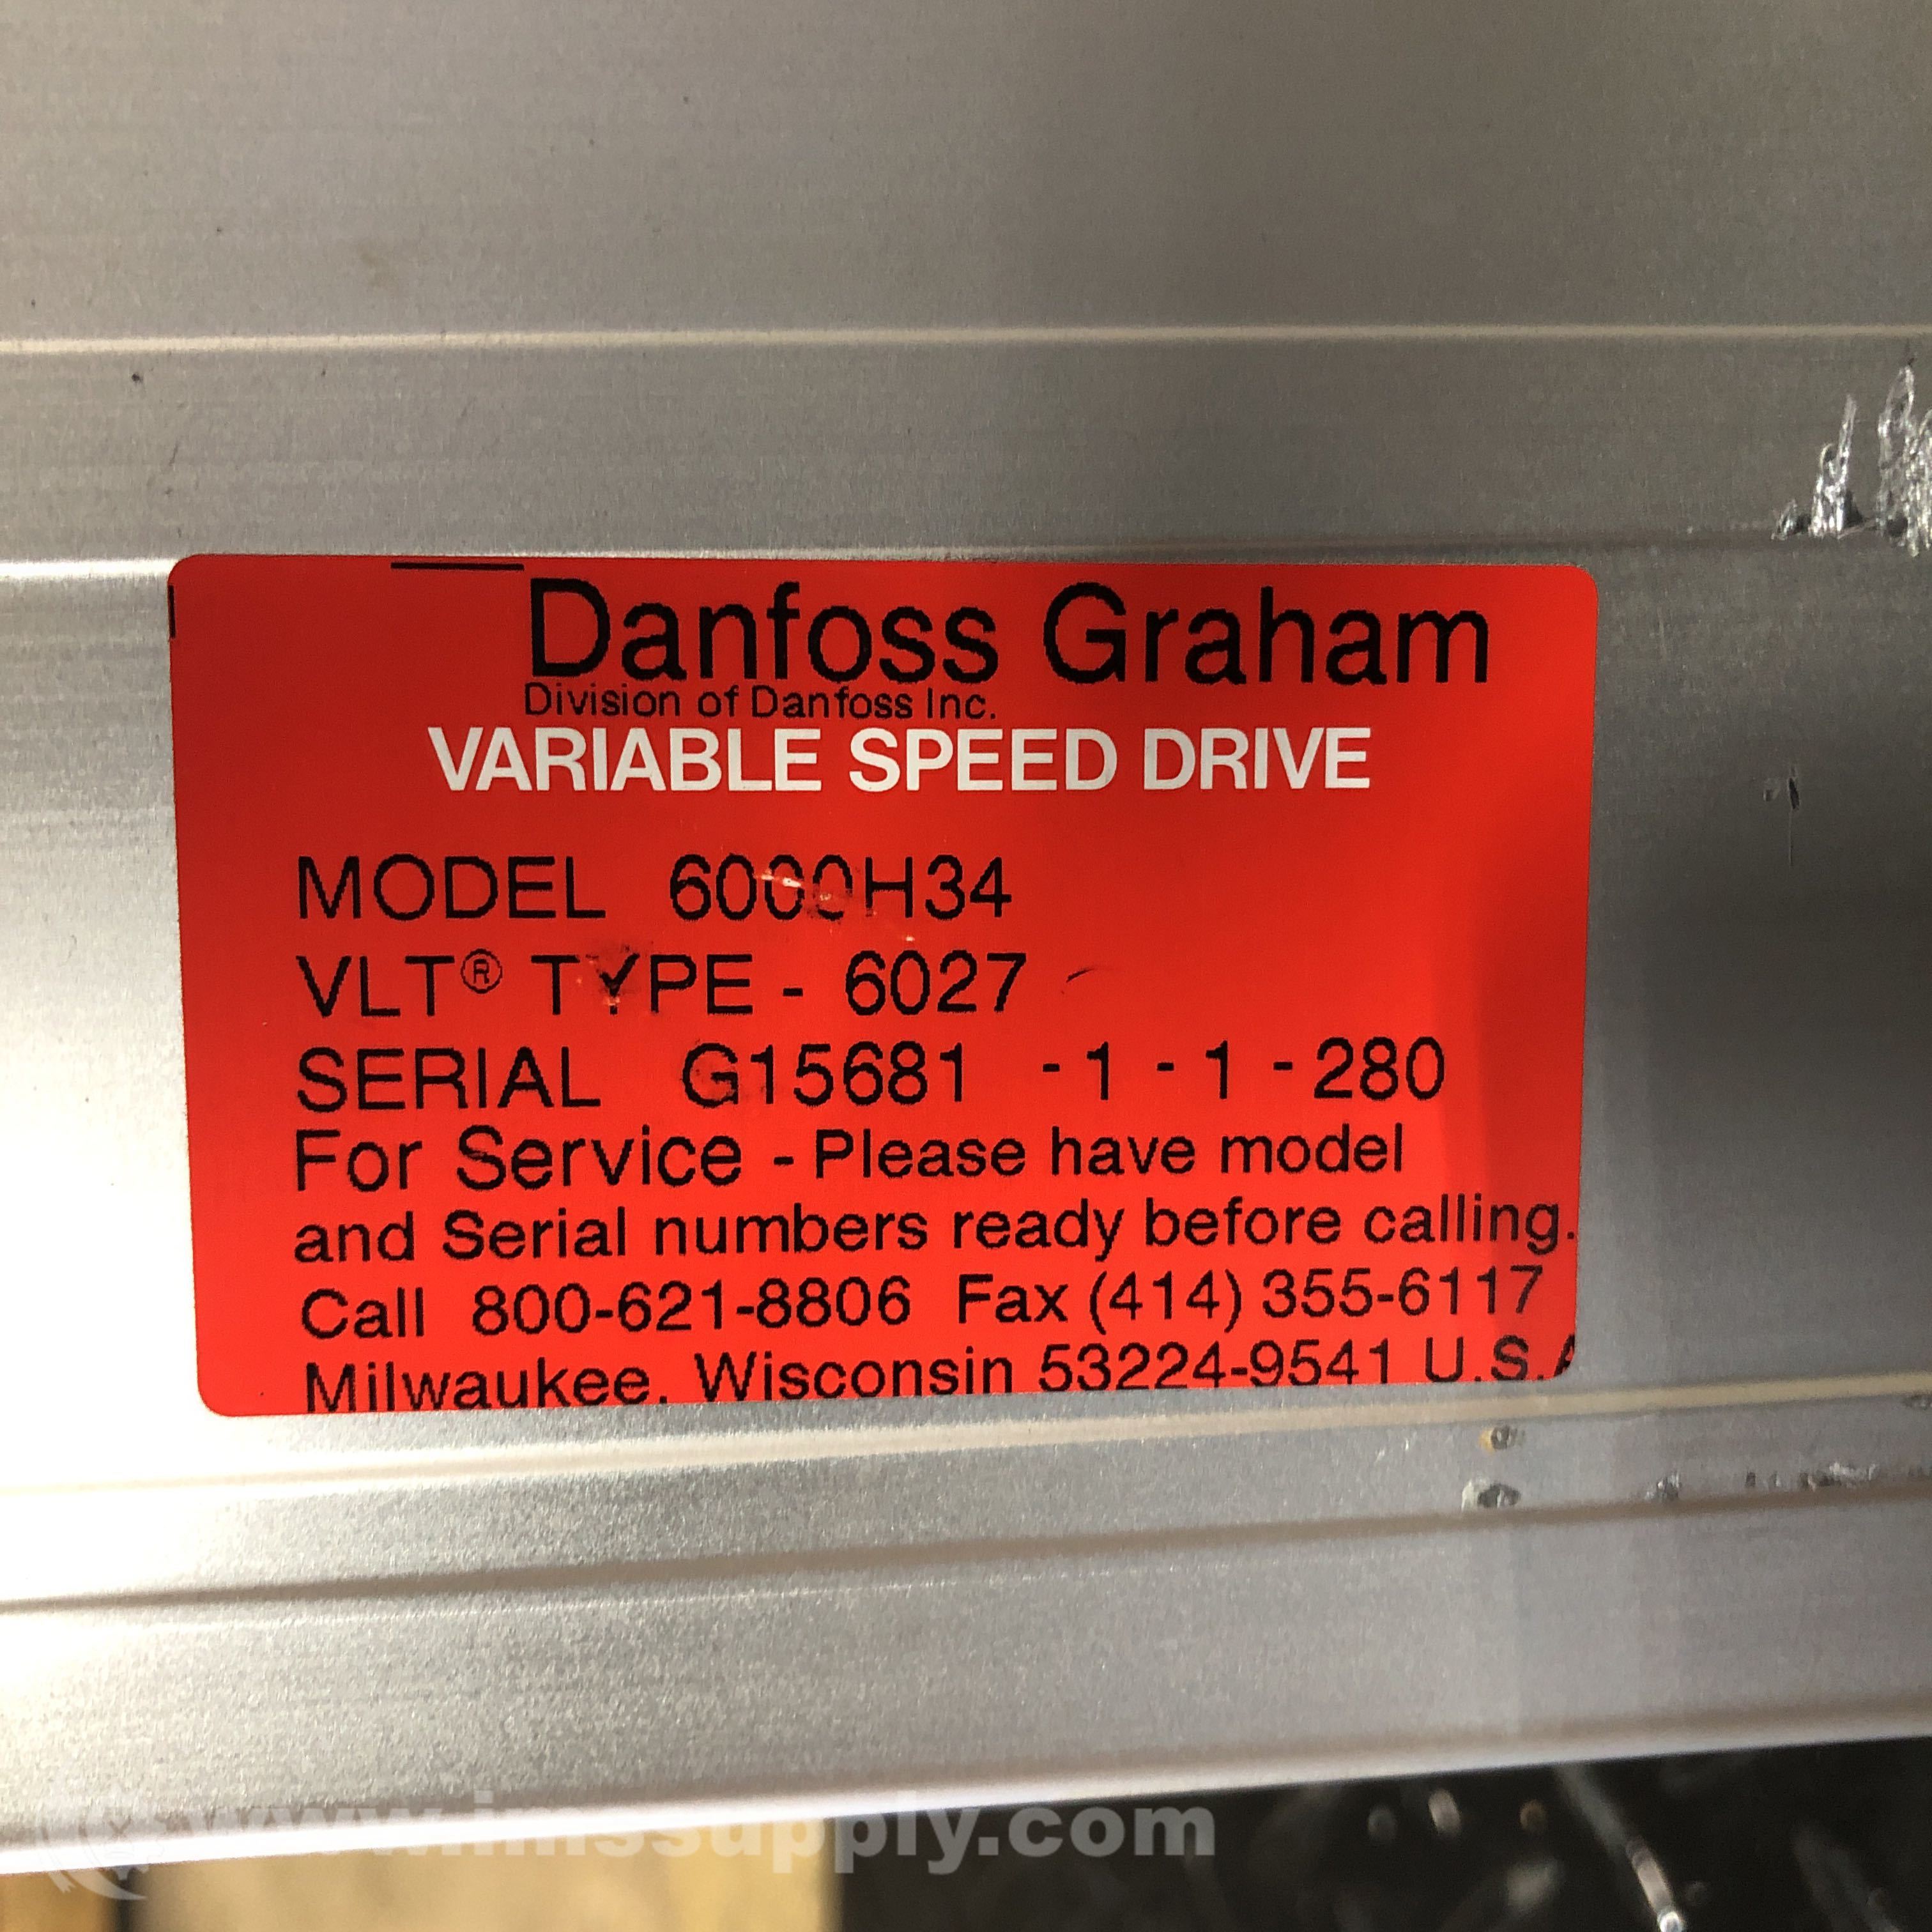 Danfoss Graham
Division of Danfoss Inc.
VARIABLE SPEED DRIVE
MODEL 6000H34
VLT® TYPE - 6027
SERIAL G15681 -1 - 1 - 280
For Service - Please have model
and Serial numbers ready before calling.
Call 800-621-8806 Fax (414) 355-6117
Milwaukee, Wisconsin 53224-9541 U.S.A
www.imssupply.com